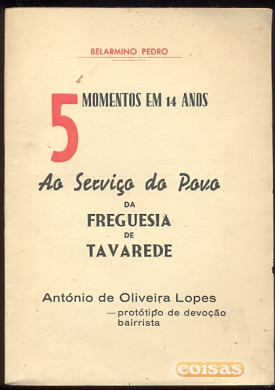 BELARMINO PEDRO
5 MOMENTOS EM 14 ANOS
Ao Serviço do Povo
DA
FREGUESIA
DE
TAVAREDE
António de Oliveira Lopes
—protótipo de devoção
bairrista
coisas